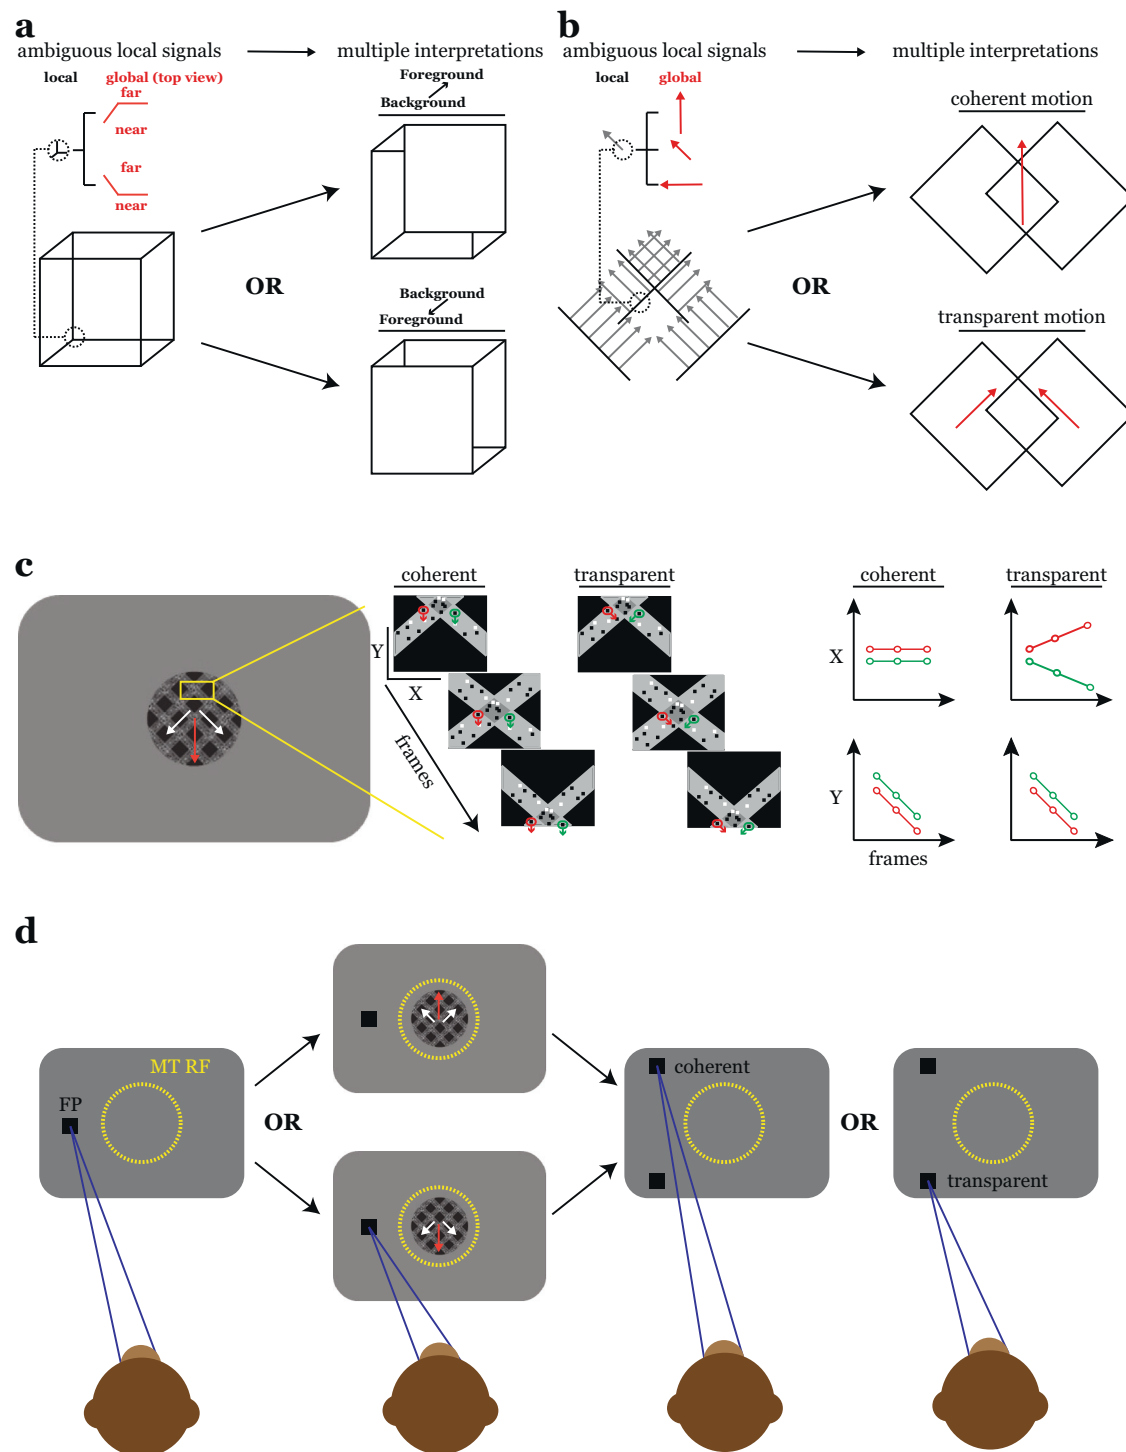 a
ambiguous local signals
multiple interpretations
local
global (top view)
far
near
far
near
Foreground
Background
OR
Background
Foreground
b
ambiguous local signals
multiple interpretations
local
global
coherent motion
OR
transparent motion
c
coherent
transparent
Y
X
frames
coherent
transparent
X
Y
frames
d
MT RF
FP
OR
coherent
OR
transparent